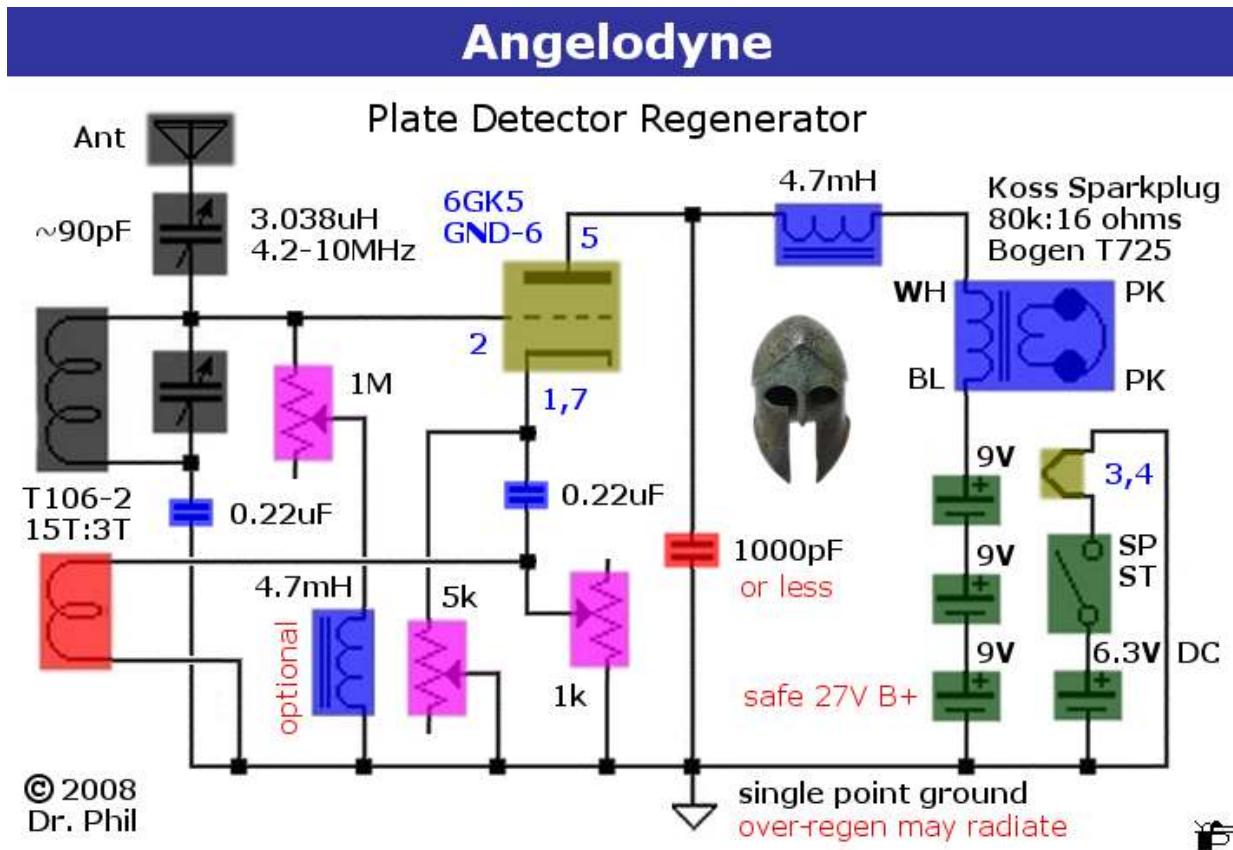 Angelodyne
Plate Detector Regenerator
Ant
~90pF
3.038uH
4.2-10MHz
6GK5
GND-6
5
4.7mH
Koss Sparkplug
80k:16 ohms
Bogen T725
WH
PK
2
1M
BL
PK
1,7
9V
3,4
T106-2
15T:3T
0.22uF
0.22uF
1000pF
or less
9V
SP
ST
4.7mH
optional
5k
1k
9V
6.3V DC
safe 27V B+
© 2008
Dr. Phil
single point ground
over-regen may radiate